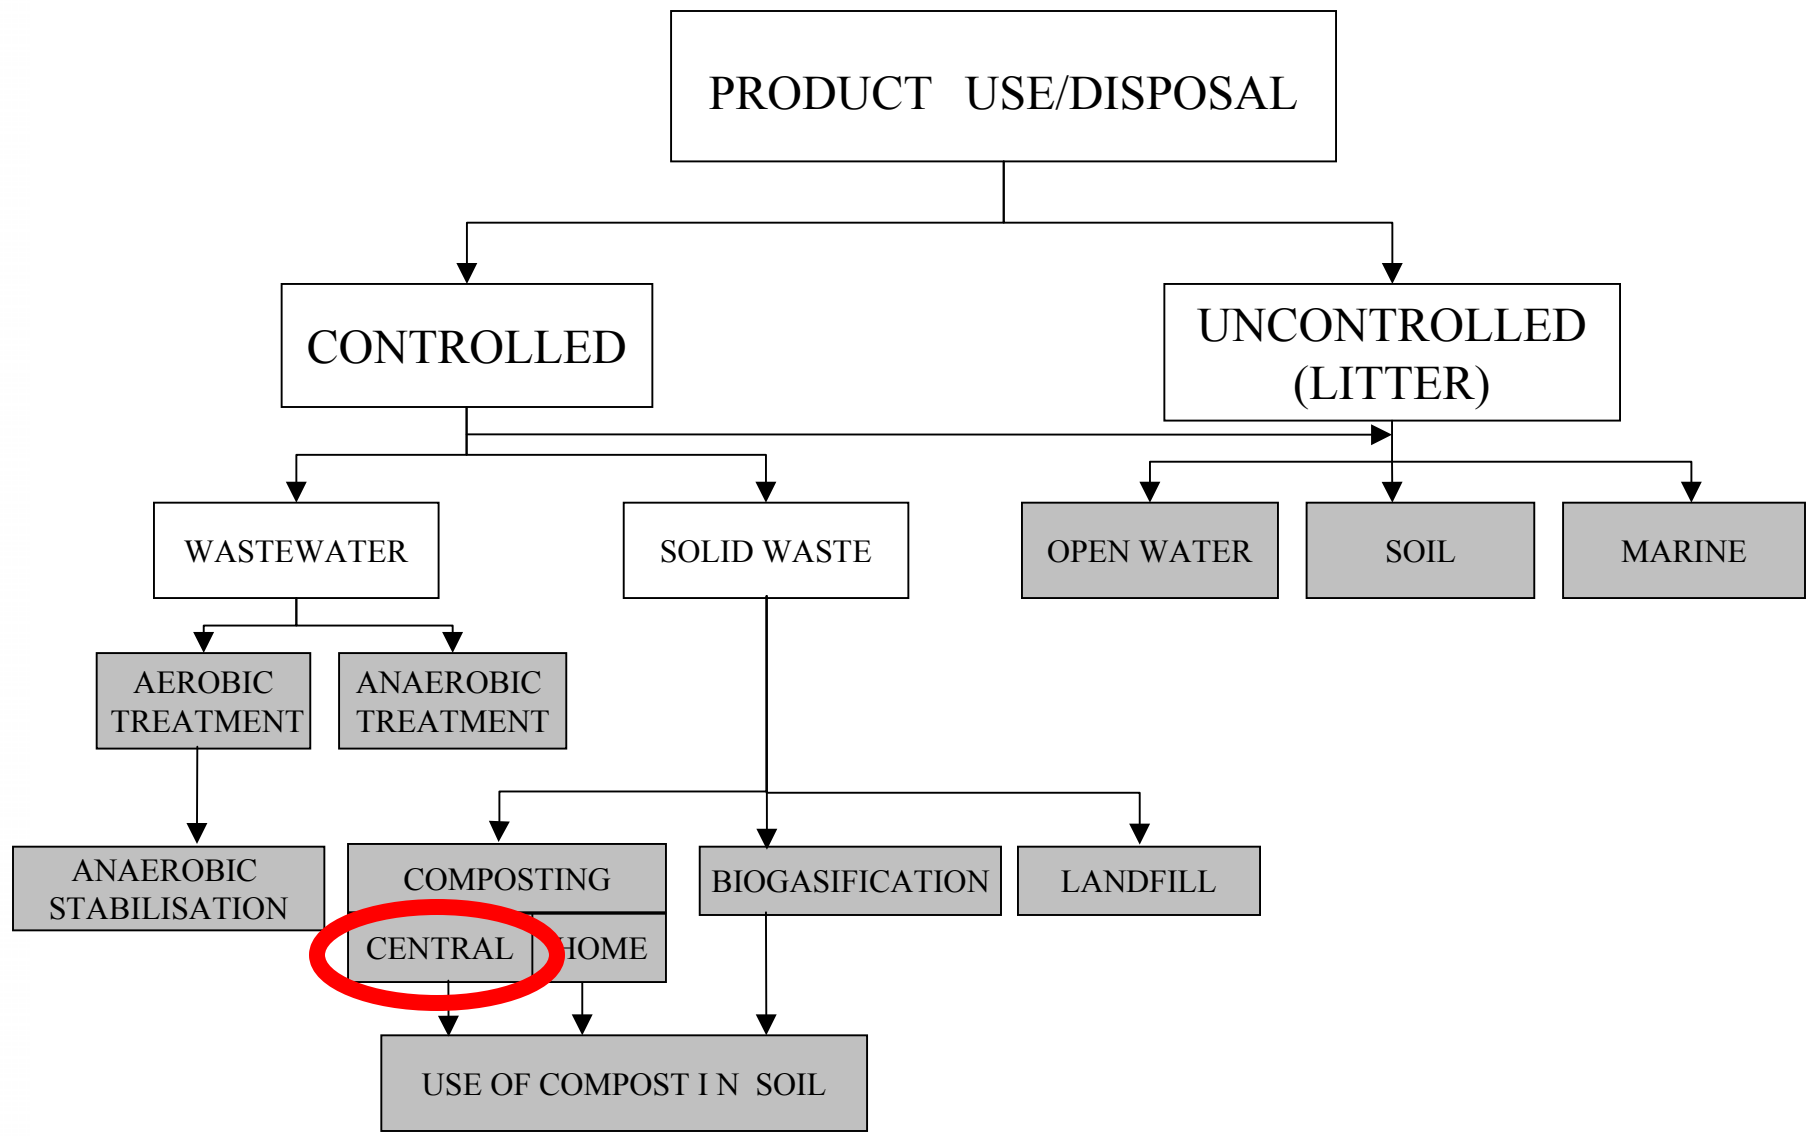 PRODUCT USE/DISPOSAL
CONTROLLED
UNCONTROLLED
(LITTER)
WASTEWATER
SOLID WASTE
OPEN WATER
SOIL
MARINE
AEROBIC
TREATMENT
ANAEROBIC
TREATMENT
ANAEROBIC
STABILISATION
COMPOSTING
BIOGASIFICATION
LANDFILL
CENTRAL
HOME
USE OF COMPOST I N SOIL